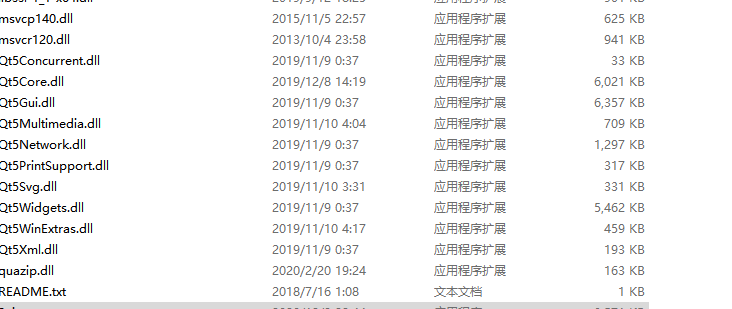 msvcp140.dll 2015/11/5 22:57 应用程序扩展 625 KB
msvcr120.dll 2013/10/4 23:58 应用程序扩展 941 KB
Qt5Concurrent.dll 2019/11/9 0:37 应用程序扩展 33 KB
Qt5Core.dll 2019/12/8 14:19 应用程序扩展 6,021 KB
Qt5Gui.dll 2019/11/9 0:37 应用程序扩展 6,357 KB
Qt5Multimedia.dll 2019/11/10 4:04 应用程序扩展 709 KB
Qt5Network.dll 2019/11/9 0:37 应用程序扩展 1,297 KB
Qt5PrintSupport.dll 2019/11/9 0:37 应用程序扩展 317 KB
Qt5Svg.dll 2019/11/10 3:31 应用程序扩展 331 KB
Qt5Widgets.dll 2019/11/9 0:37 应用程序扩展 5,462 KB
Qt5WinExtras.dll 2019/11/10 4:17 应用程序扩展 459 KB
Qt5Xml.dll 2019/11/9 0:37 应用程序扩展 193 KB
quazip.dll 2020/2/20 19:24 应用程序扩展 163 KB
README.txt 2018/7/16 1:08 文本文档 1 KB